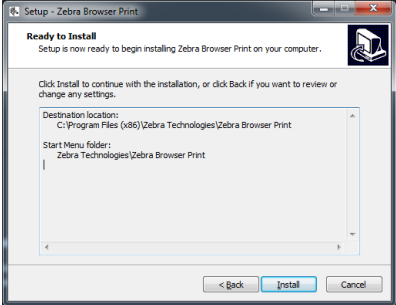 Setup - Zebra Browser Print
Ready to Install
Setup is now ready to begin installing Zebra Browser Print on your computer.
Click Install to continue with the installation, or click Back if you want to review or
change any settings.
Destination location:
C:\Program Files (x86)\Zebra Technologies\Zebra Browser Print
Start Menu folder:
Zebra Technologies\Zebra Browser Print
< Back
Install
Cancel